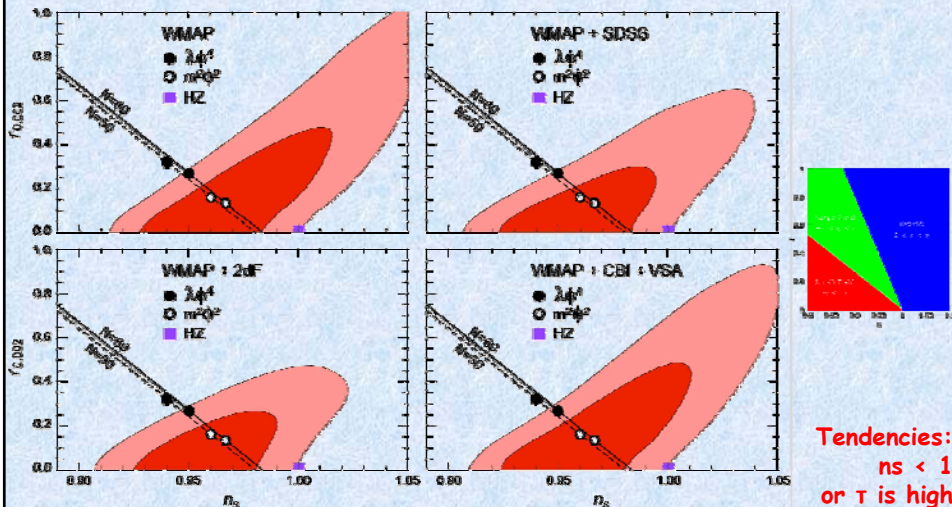 1.0
WMAP
λϕ⁴
m²ϕ²
HZ
N=60
N=50
r0.002
0.8
0.6
0.4
0.2
0.0
WMAP + SDSS
λϕ⁴
m²ϕ²
HZ
N=60
N=50
1.0
WMAP + 2dF
λϕ⁴
m²ϕ²
HZ
N=60
N=50
r0.002
0.8
0.6
0.4
0.2
0.0
0.90 0.95 1.00 1.05
ns
WMAP + CBI + VSA
λϕ⁴
m²ϕ²
HZ
N=60
N=50
0.90 0.95 1.00 1.05
ns
Tendencies:
ns < 1
or τ is high